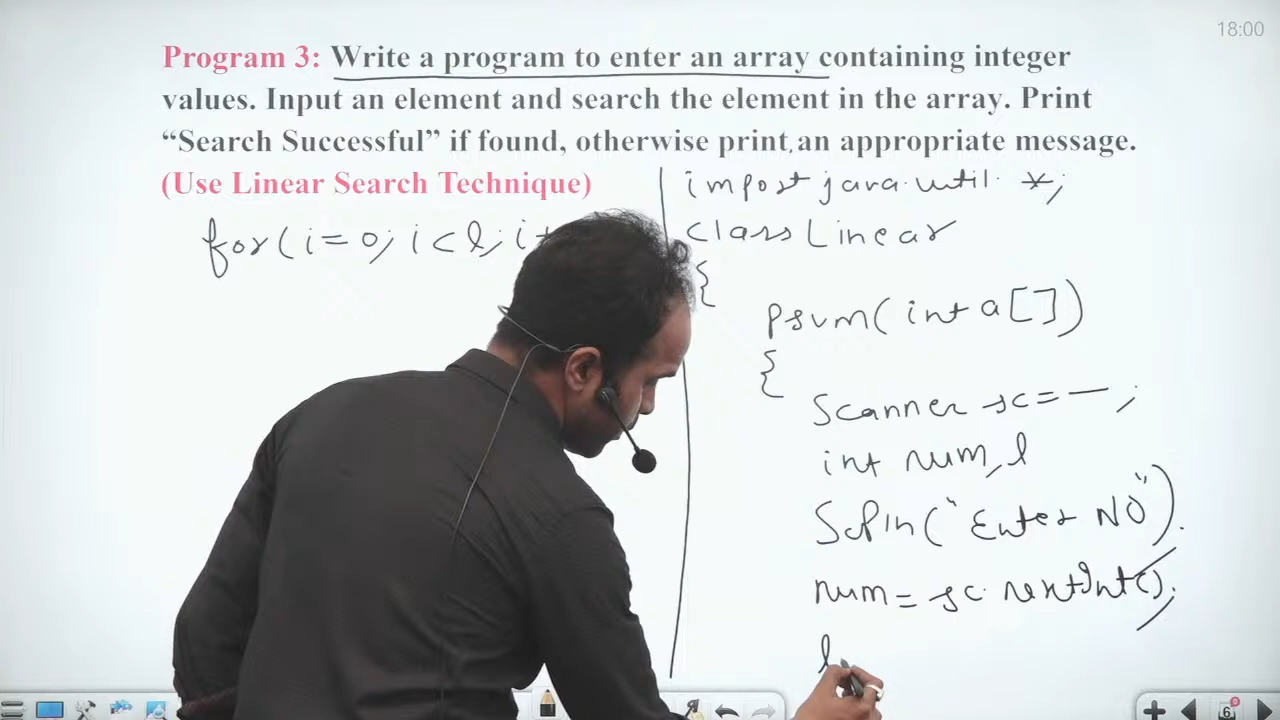 18:00
Program 3: Write a program to enter an array containing integer
values. Input an element and search the element in the array. Print
“Search Successful” if found, otherwise print an appropriate message.
(Use Linear Search Technique)
for(i=0; i<l; i+
import java.util.*;
class Linear
{
psvm(int a[])
{
Scanner sc=—;
int num,l
SoPln("Enter NO").
num=sc.nextInt();
l
6